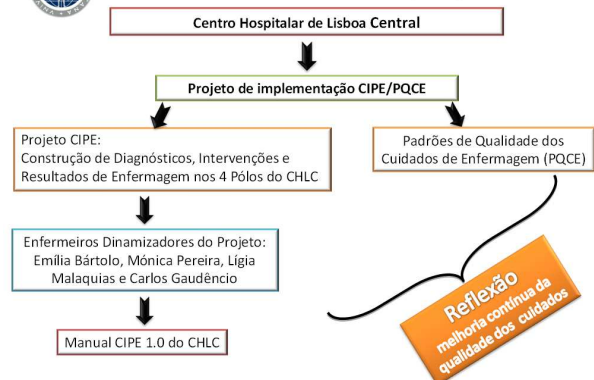 Centro Hospitalar de Lisboa Central
Projeto de implementação CIPE/PQCE
Projeto CIPE:
Construção de Diagnósticos, Intervenções e
Resultados de Enfermagem nos 4 Pólos do CHLC
Padrões de Qualidade dos
Cuidados de Enfermagem (PQCE)
Enfermeiros Dinamizadores do Projeto:
Emília Bártolo, Mónica Pereira, Lígia
Malaquias e Carlos Gaudêncio
Reflexão
melhoria contínua da
qualidade dos cuidados
Manual CIPE 1.0 do CHLC